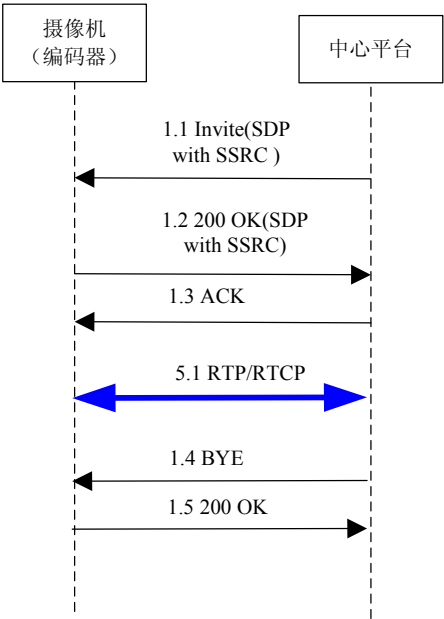 摄像机
（编码器）
中心平台
1.1 Invite(SDP
with SSRC )
1.2 200 OK(SDP
with SSRC)
1.3 ACK
5.1 RTP/RTCP
1.4 BYE
1.5 200 OK